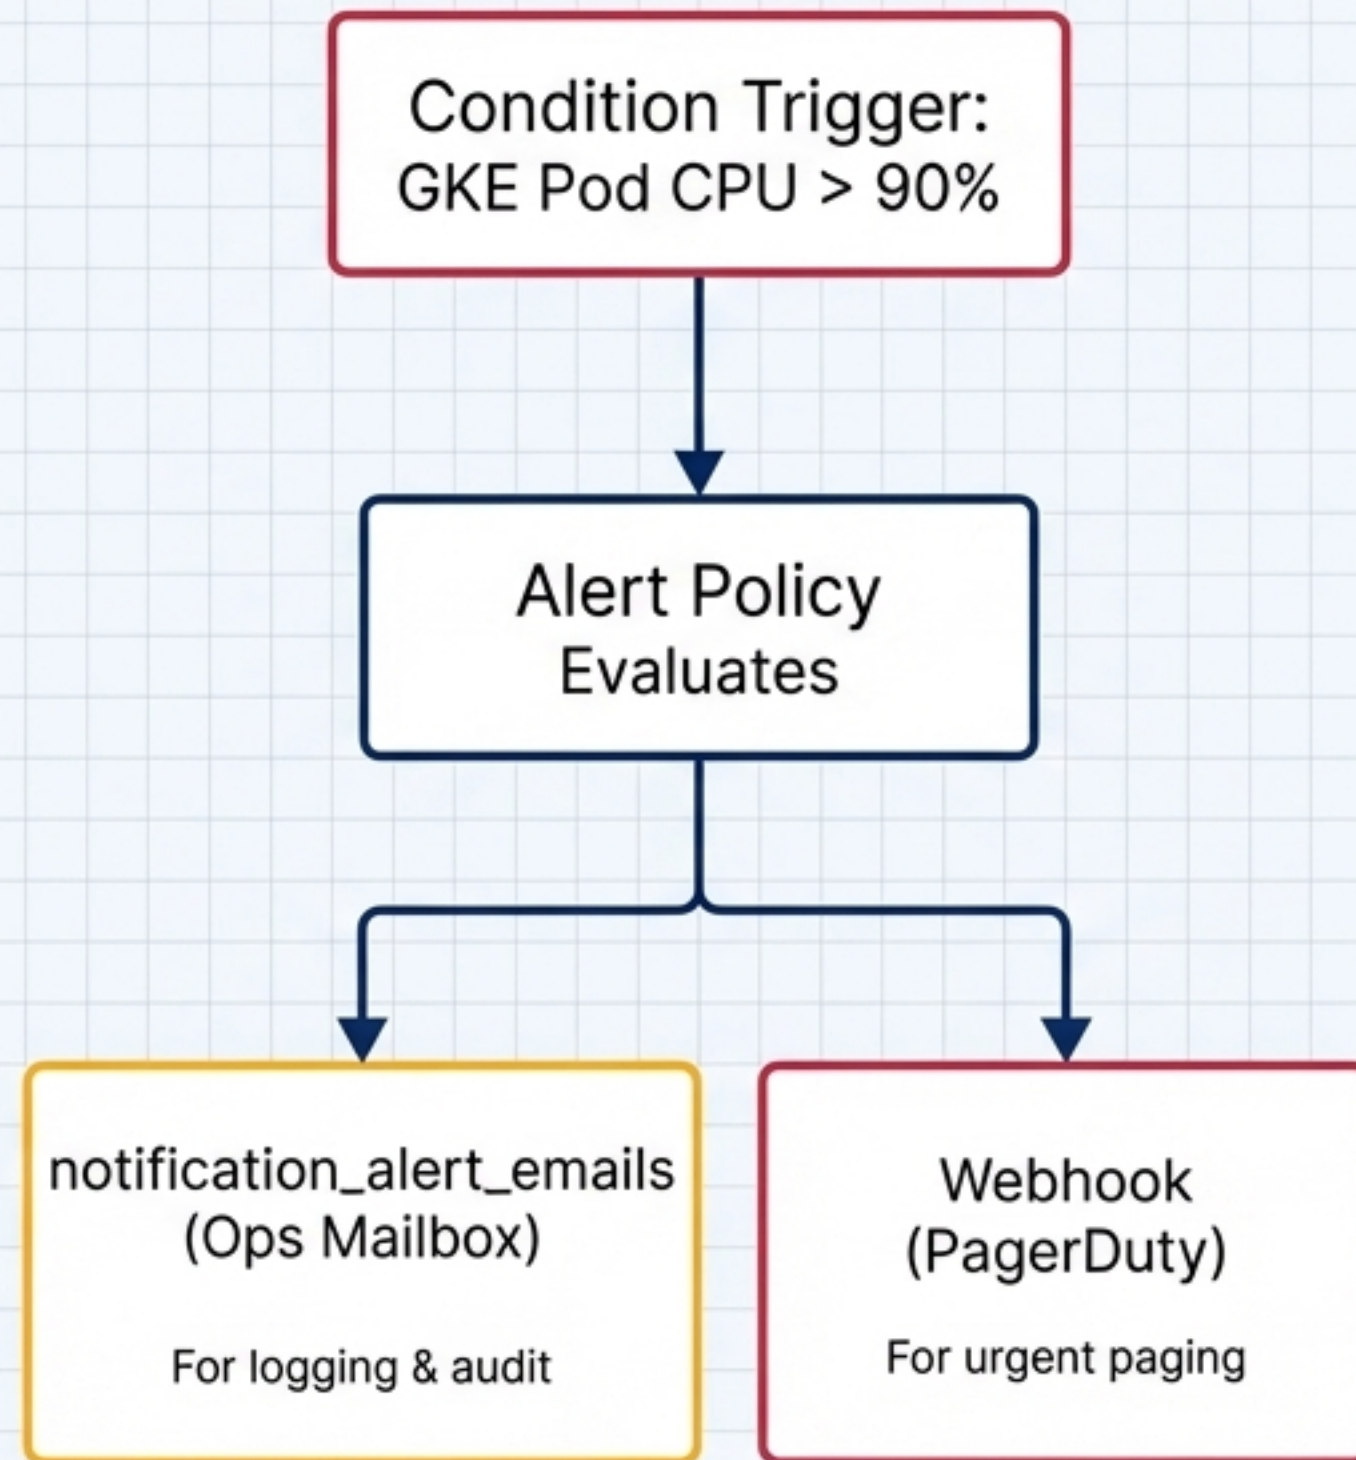 Condition Trigger:
GKE Pod CPU > 90%
Alert Policy
Evaluates
notification_alert_emails
(Ops Mailbox)
For logging & audit
Webhook
(PagerDuty)
For urgent paging